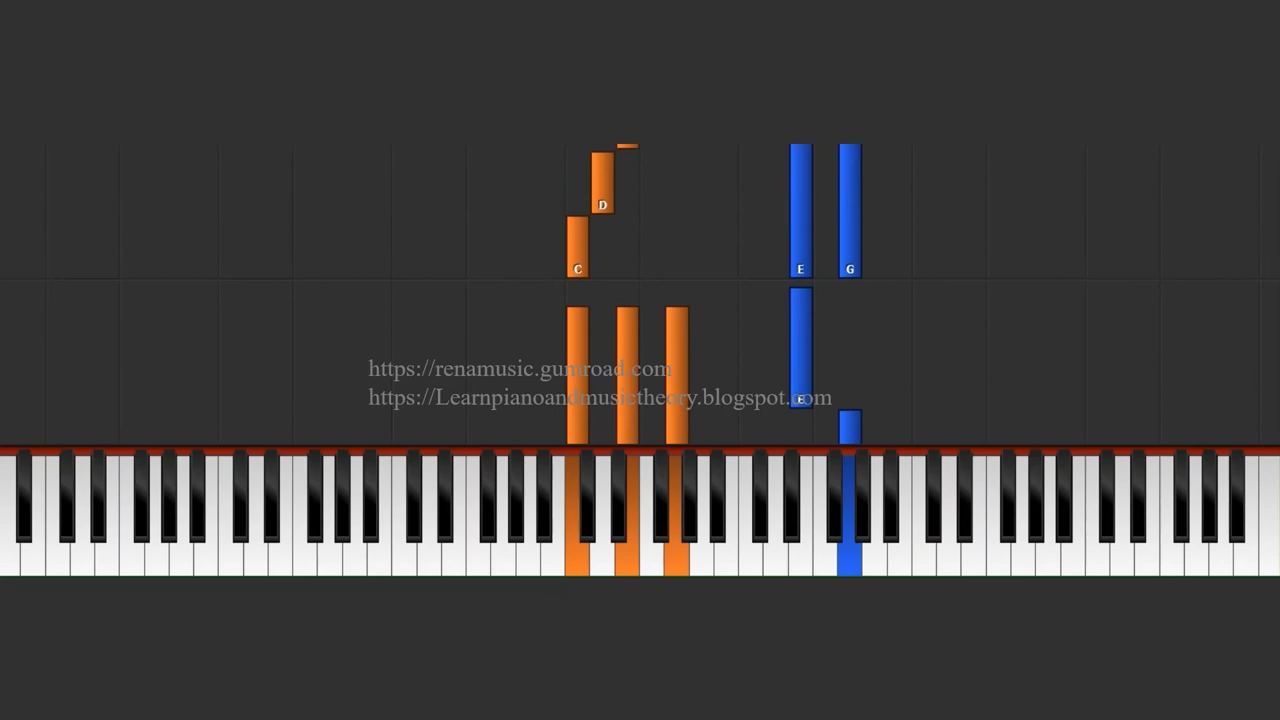 D
C E G
https://renamusic.gumroad.com
https://Learnpianoandmusictheory.blogspot.com
E